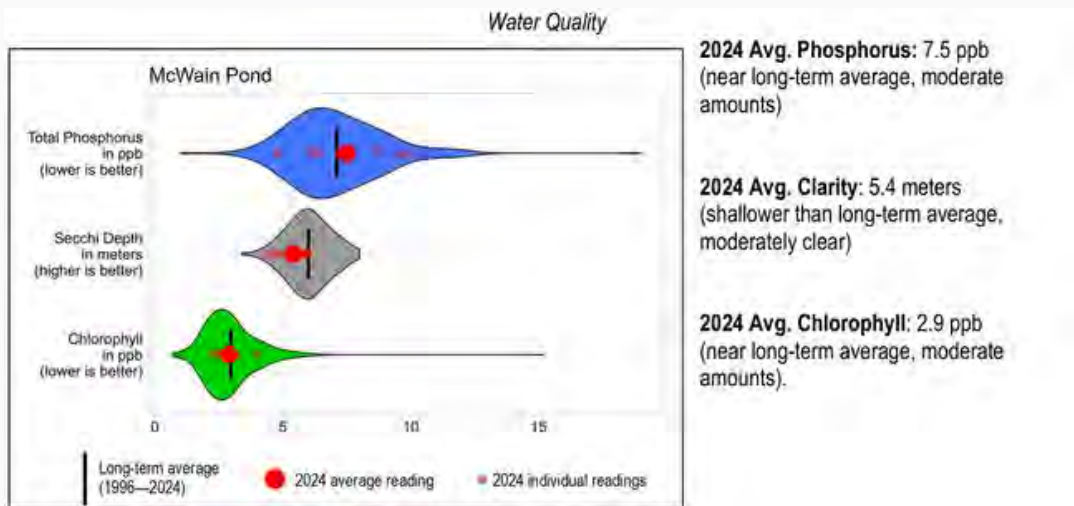 Water Quality
McWain Pond
Total Phosphorus
in ppb
(lower is better)
Secchi Depth
in meters
(higher is better)
Chlorophyll
in ppb
(lower is better)
0 5 10 15
Long-term average
(1996—2024)
2024 average reading
2024 individual readings
2024 Avg. Phosphorus: 7.5 ppb
(near long-term average, moderate
amounts)
2024 Avg. Clarity: 5.4 meters
(shallower than long-term average,
moderately clear)
2024 Avg. Chlorophyll: 2.9 ppb
(near long-term average, moderate
amounts).